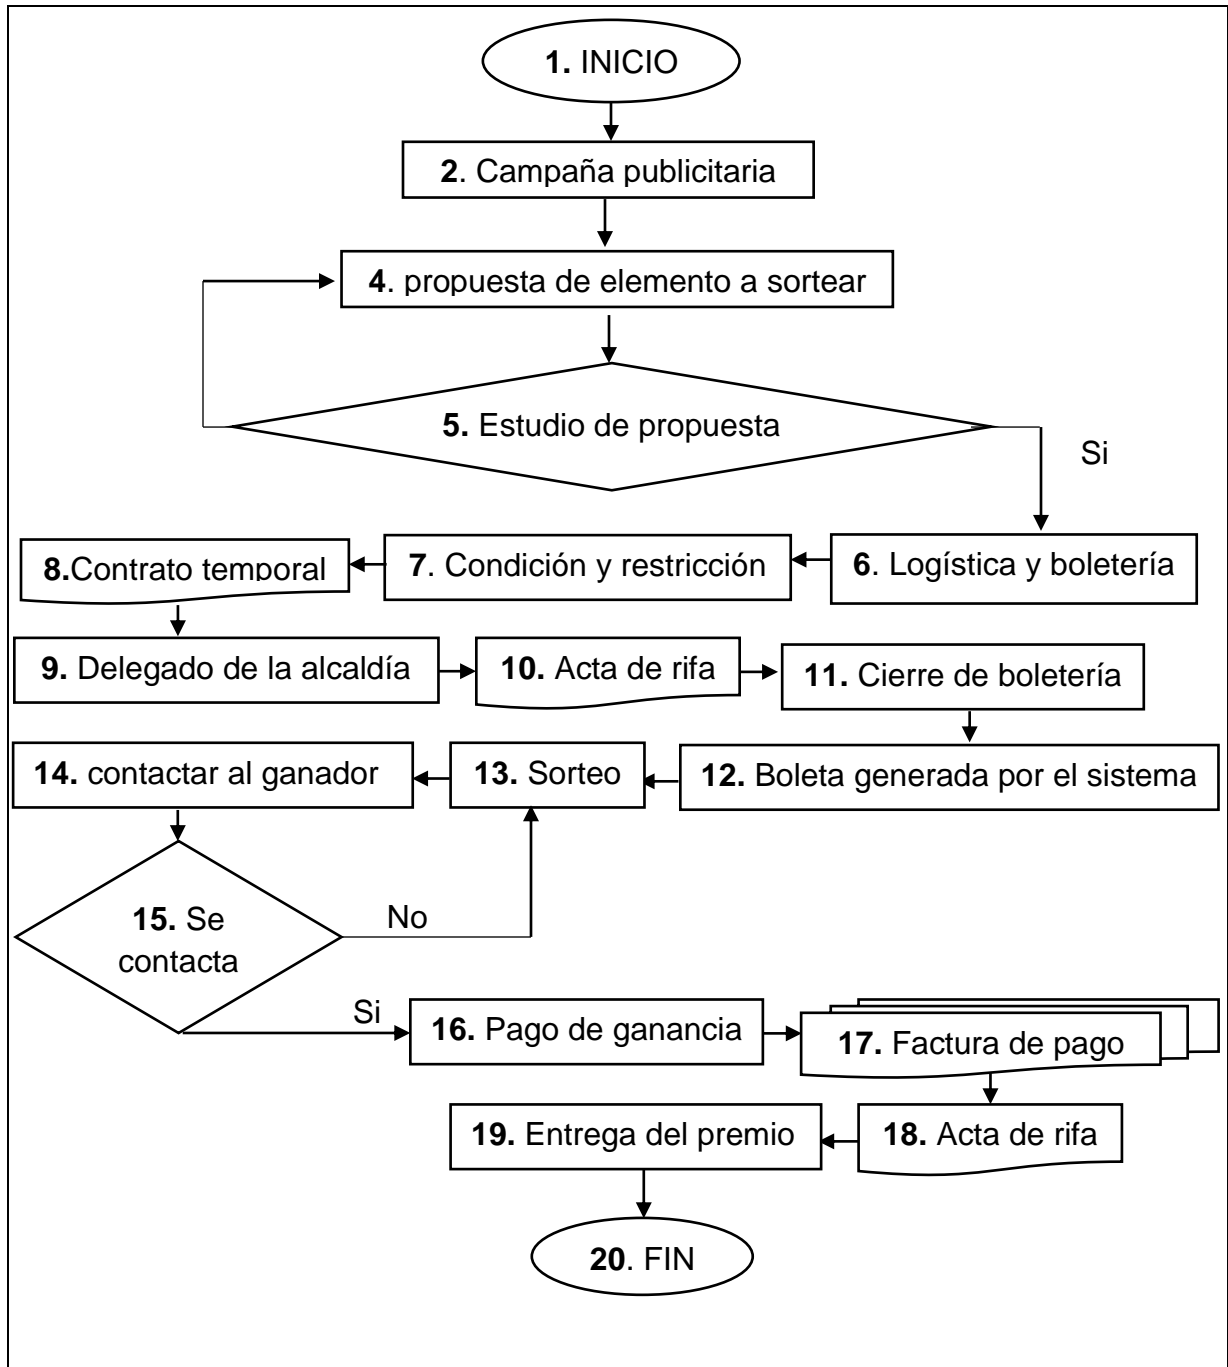 1. INICIO
2. Campaña publicitaria
4. propuesta de elemento a sortear
5. Estudio de propuesta
Si
6. Logística y boletería
7. Condición y restricción
8.Contrato temporal
9. Delegado de la alcaldía
10. Acta de rifa
11. Cierre de boletería
12. Boleta generada por el sistema
13. Sorteo
14. contactar al ganador
15. Se
contacta
No
Si
16. Pago de ganancia
17. Factura de pago
18. Acta de rifa
19. Entrega del premio
20. FIN